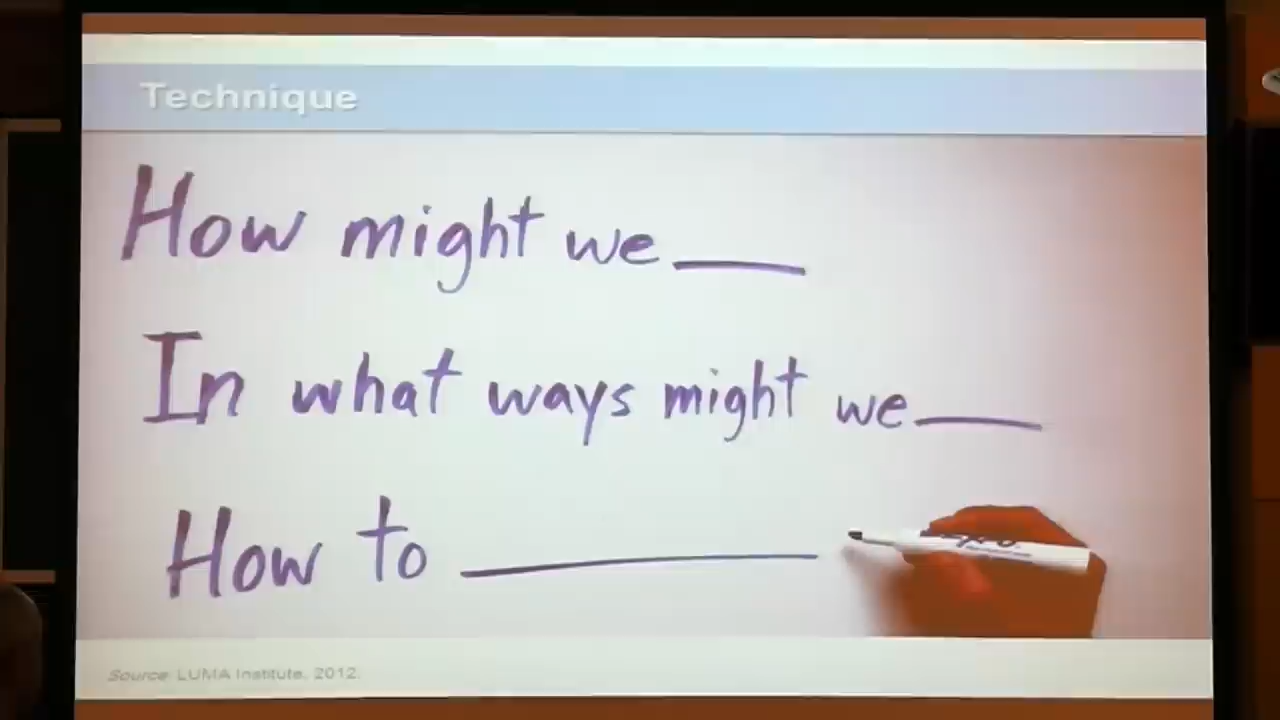 Technique
How might we ___
In what ways might we ___
How to ___
Source: LUMA Institute, 2012.